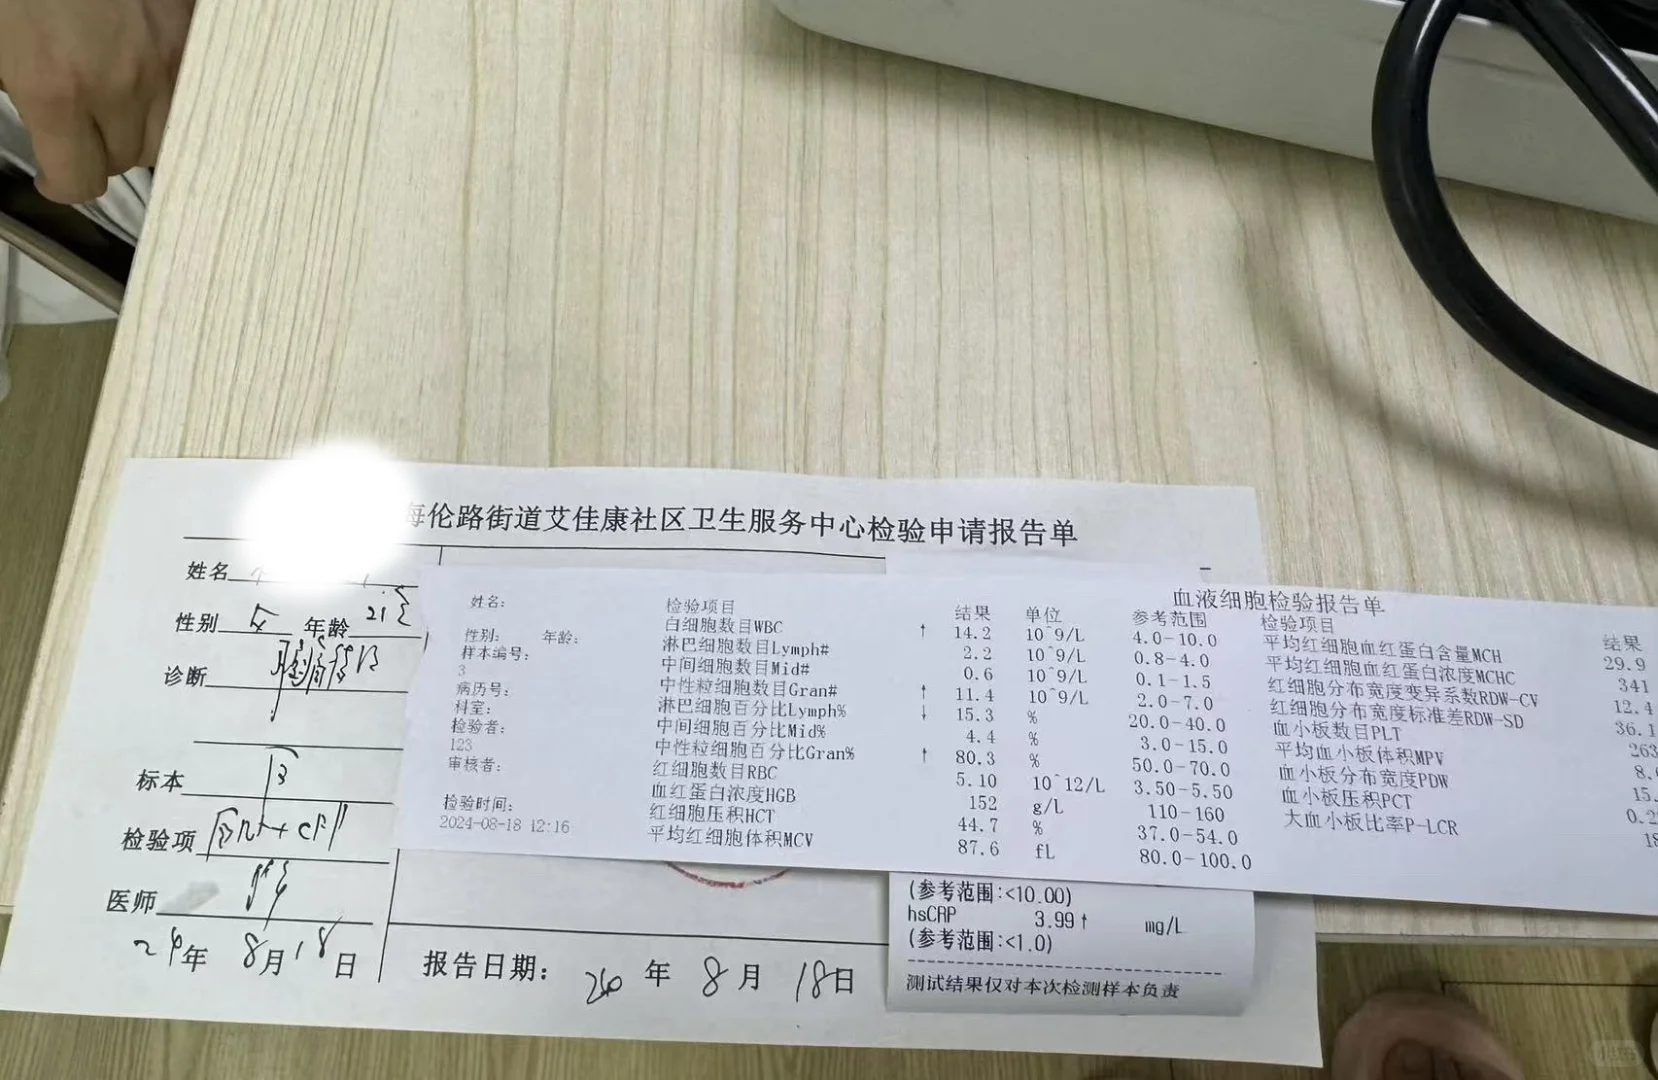 海伦路街道艾佳康社区卫生服务中心检验申请报告单
姓名
性别 女 年龄 21岁
诊断
标本
检验项
医师
24年 8月18日
报告日期: 24年 8月 18日
血液细胞检验报告单
姓名:
性别: 年龄:
样本编号:
3
病历号:
科室:
检验者:
123
审核者:
检验时间:
2024-08-18 12:16
检验项目 结果 单位 参考范围
白细胞数目WBC ↑ 14.2 10^9/L 4.0-10.0
淋巴细胞数目Lymph# 2.2 10^9/L 0.8-4.0
中间细胞数目Mid# 0.6 10^9/L 0.1-1.5
中性粒细胞数目Gran# ↑ 11.4 10^9/L 2.0-7.0
淋巴细胞百分比Lymph% ↓ 15.3 % 20.0-40.0
中间细胞百分比Mid% 4.4 % 3.0-15.0
中性粒细胞百分比Gran% ↑ 80.3 % 50.0-70.0
红细胞数目RBC 5.10 10^12/L 3.50-5.50
血红蛋白浓度HGB 152 g/L 110-160
红细胞压积HCT 44.7 % 37.0-54.0
平均红细胞体积MCV 87.6 fL 80.0-100.0
检验项目 结果
平均红细胞血红蛋白含量MCH 29.9
平均红细胞血红蛋白浓度MCHC 341
红细胞分布宽度变异系数RDW-CV 12.4
红细胞分布宽度标准差RDW-SD 36.1
血小板数目PLT 263
平均血小板体积MPV 8.
血小板分布宽度PDW 15.
血小板压积PCT 0.2
大血小板比率P-LCR 18
(参考范围:<10.00)
hsCRP 3.99↑ mg/L
(参考范围:<1.0)
测试结果仅对本次检测样本负责